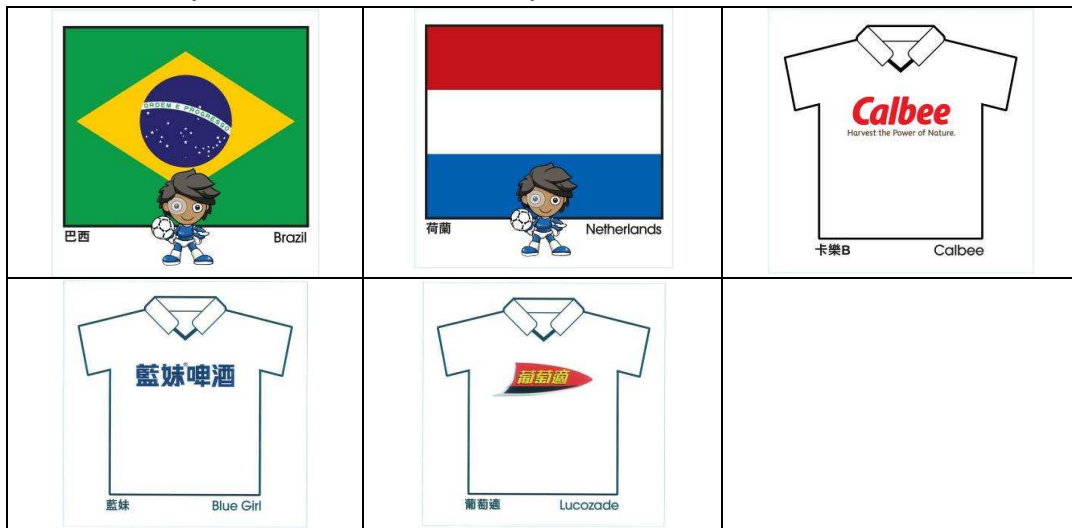 ORDEM E PROGRESSO
巴西 Brazil
荷蘭 Netherlands
Calbee
Harvest the Power of Nature.
卡樂B Calbee
藍妹啤酒
藍妹 Blue Girl
葡萄適
葡萄適 Lucozade